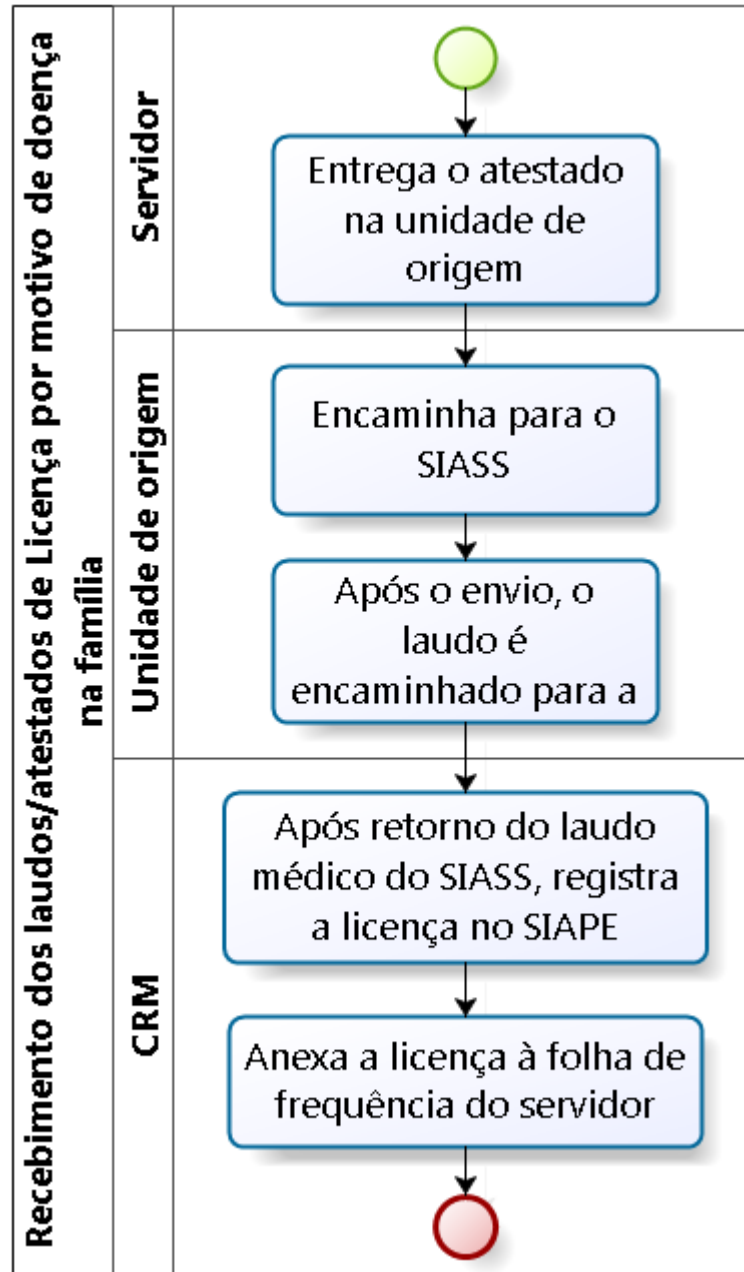 Recebimento dos laudos/atestados de Licença por motivo de doença
na família
Servidor
Entrega o atestado
na unidade de
origem
Unidade de origem
Encaminha para o
SIASS
Após o envio, o
laudo é
encaminhado para a
CRM
Após retorno do laudo
médico do SIASS, registra
a licença no SIAPE
Anexa a licença à folha de
frequência do servidor